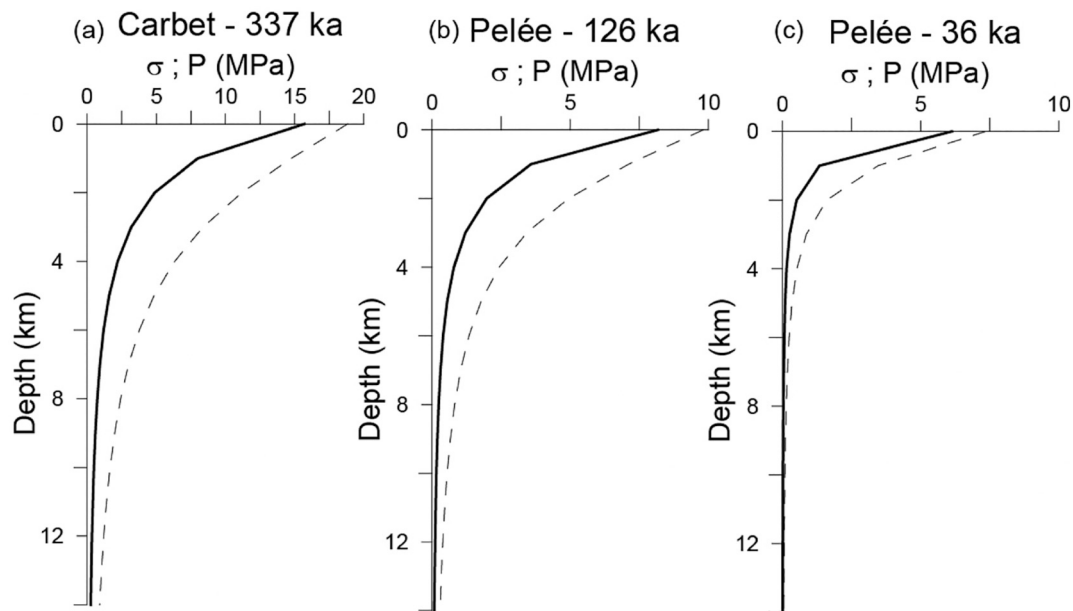 (a) Carbet - 337 ka
σ ; P (MPa)
0 5 10 15 20
0
4
8
12
Depth (km)
(b) Pelée - 126 ka
σ ; P (MPa)
0 5 10
0
4
8
12
Depth (km)
(c) Pelée - 36 ka
σ ; P (MPa)
0 5 10
0
4
8
12
Depth (km)